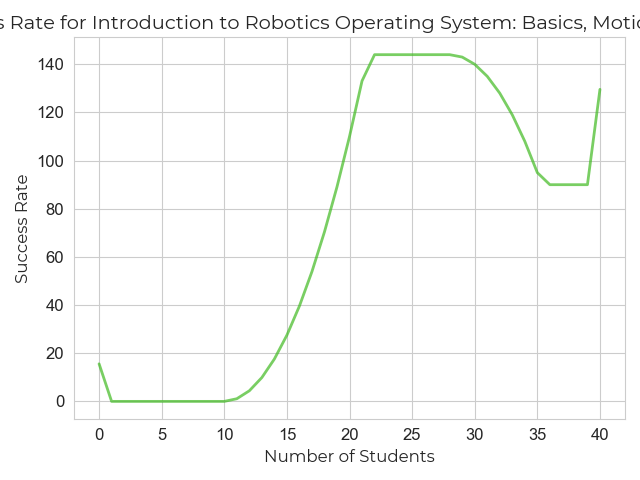 s Rate for Introduction to Robotics Operating System: Basics, Motio
Success Rate
140
120
100
80
60
40
20
0
0 5 10 15 20 25 30 35 40
Number of Students